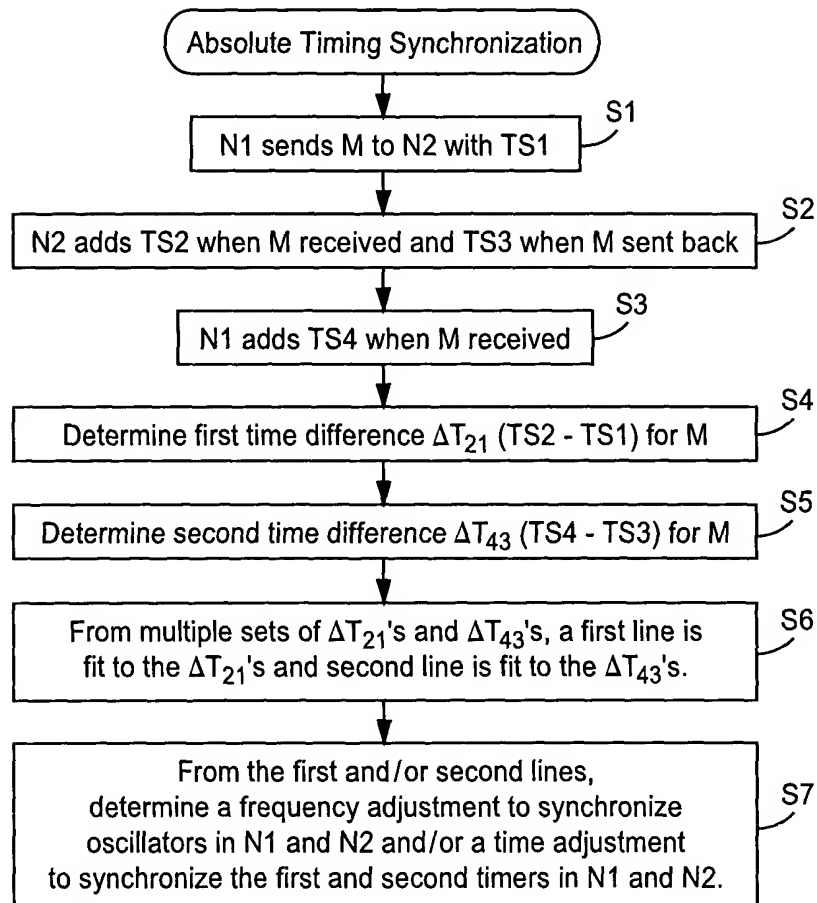 Absolute Timing Synchronization
S1
N1 sends M to N2 with TS1
S2
N2 adds TS2 when M received and TS3 when M sent back
S3
N1 adds TS4 when M received
S4
Determine first time difference ΔT₂₁ (TS2 - TS1) for M
S5
Determine second time difference ΔT₄₃ (TS4 - TS3) for M
S6
From multiple sets of ΔT₂₁'s and ΔT₄₃'s, a first line is
fit to the ΔT₂₁'s and second line is fit to the ΔT₄₃'s.
S7
From the first and/or second lines,
determine a frequency adjustment to synchronize
oscillators in N1 and N2 and/or a time adjustment
to synchronize the first and second timers in N1 and N2.